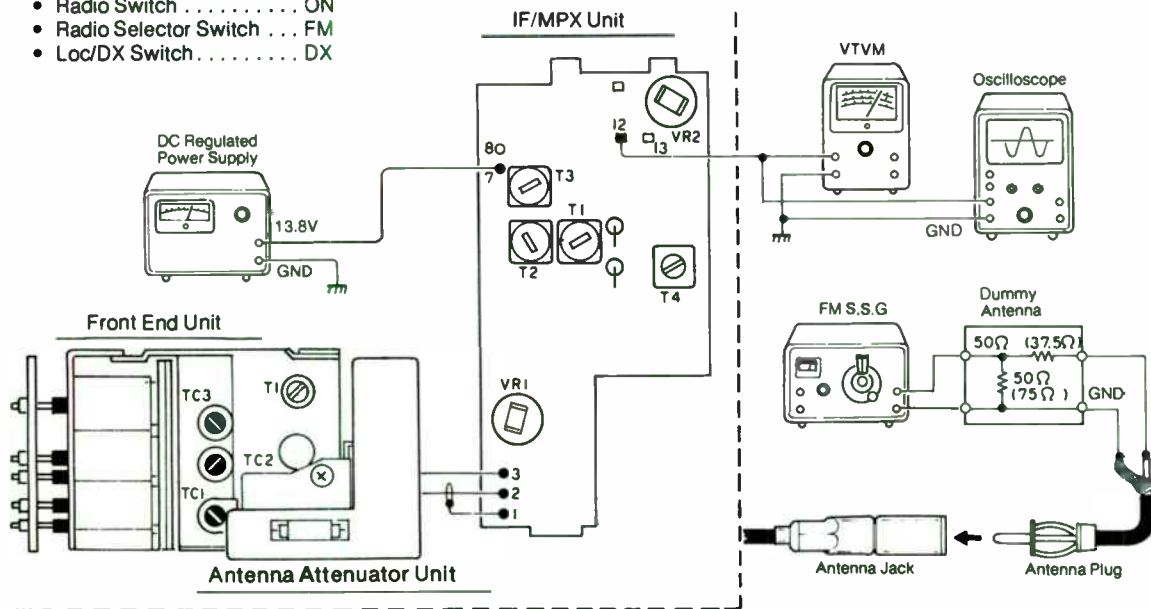 • Radio Switch .......... ON
• Radio Selector Switch ... FM
• Loc/DX Switch......... DX
IF/MPX Unit
VTVM
Oscilloscope
DC Regulated
Power Supply
13.8V
GND
8
7
12
13
VR2
T3
T1
T2
T4
GND
Front End Unit
TC3
T1
TC2
TC1
VR1
3
2
1
FM S.S.G
Dummy
Antenna
50Ω (37.5Ω)
50Ω
(75Ω)
GND
Antenna Jack
Antenna Plug
Antenna Attenuator Unit